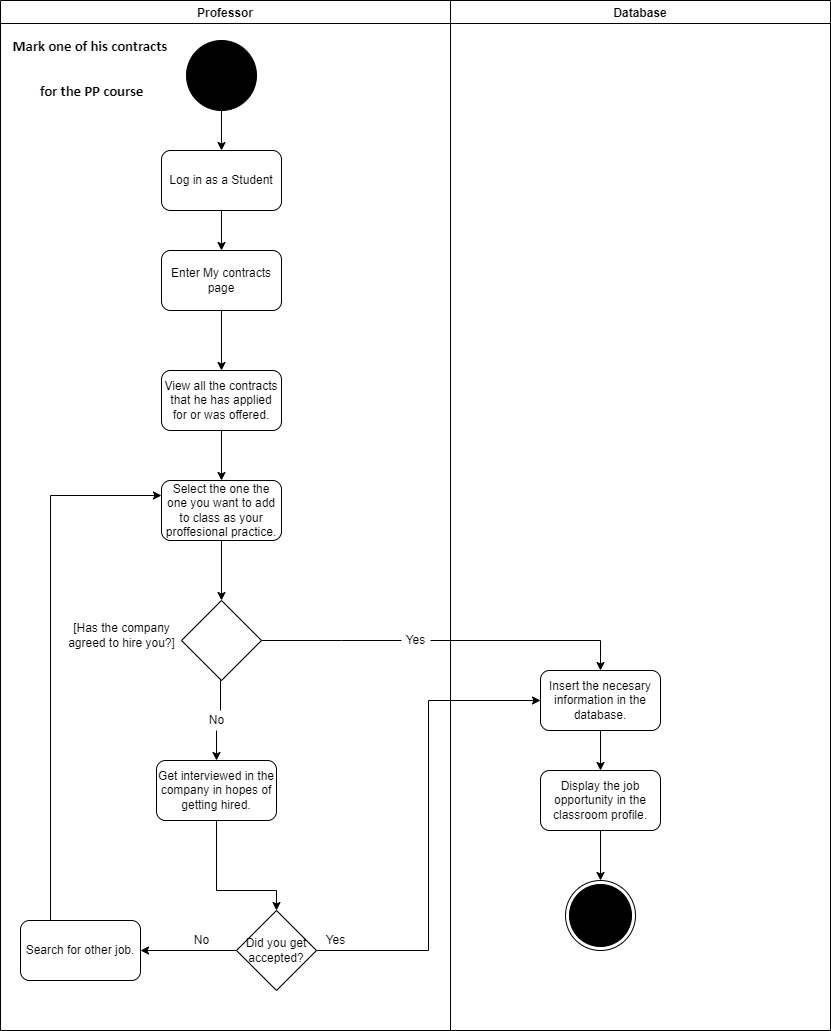 Professor
Database
Mark one of his contracts
for the PP course
Log in as a Student
Enter My contracts
page
View all the contracts
that he has applied
for or was offered.
Select the one the
one you want to add
to class as your
proffesional practice.
[Has the company
agreed to hire you?]
Yes
No
Insert the necesary
information in the
database.
Get interviewed in the
company in hopes of
getting hired.
Display the job
opportunity in the
classroom profile.
Did you get
accepted?
No
Yes
Search for other job.